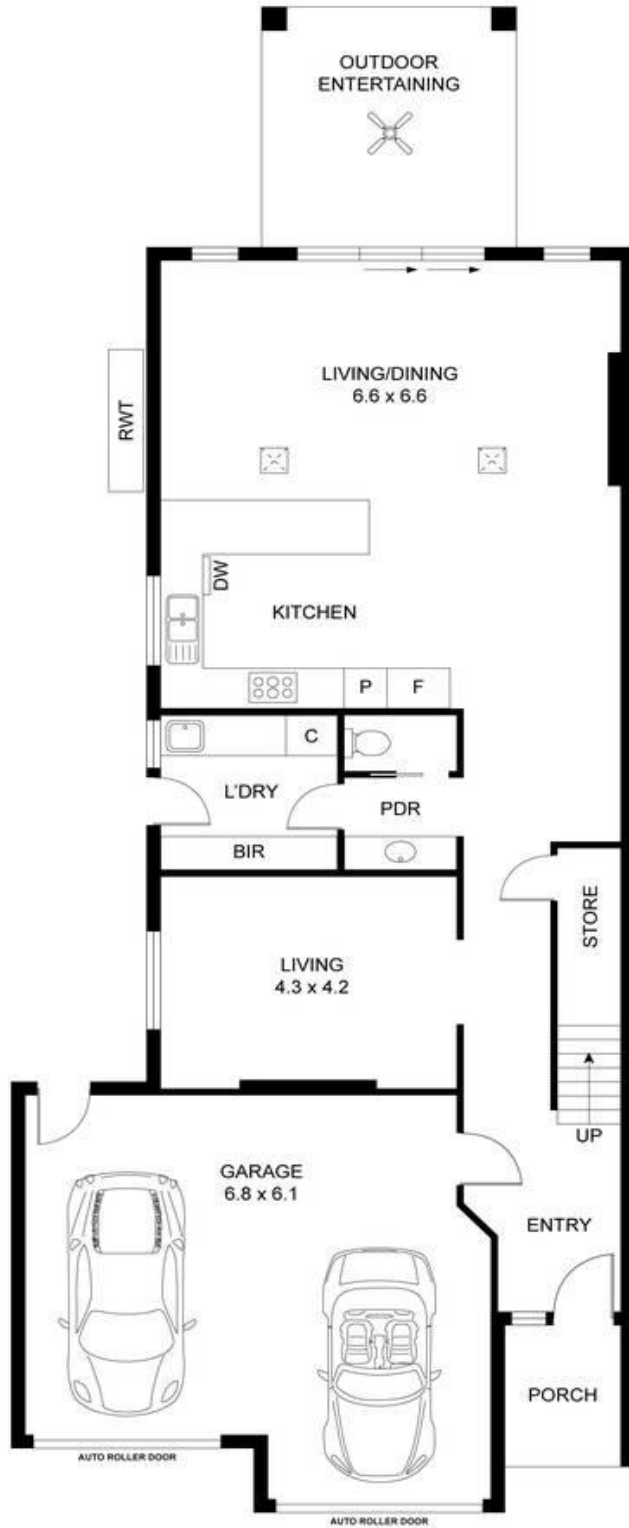 OUTDOOR
ENTERTAINING
LIVING/DINING
6.6 x 6.6
RWT
DW
KITCHEN
P
F
C
L'DRY
PDR
BIR
STORE
LIVING
4.3 x 4.2
UP
GARAGE
6.8 x 6.1
ENTRY
PORCH
AUTO ROLLER DOOR
AUTO ROLLER DOOR